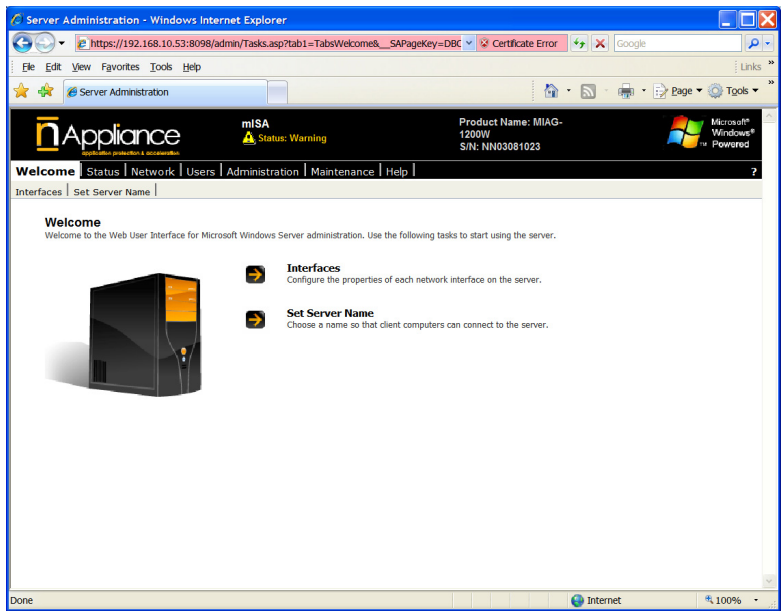 Server Administration - Windows Internet Explorer
https://192.168.10.53:8098/admin/Tasks.asp?tab1=TabsWelcome&__SAPageKey=DBC Certificate Error Google
File Edit View Favorites Tools Help Links »
Server Administration Page Tools »
nAppliance
application protection & acceleration
mISA
Status: Warning
Product Name: MIAG-
1200W
S/N: NN03081023
Microsoft®
Windows®
Powered
TM
Welcome Status Network Users Administration Maintenance Help ?
Interfaces Set Server Name
Welcome
Welcome to the Web User Interface for Microsoft Windows Server administration. Use the following tasks to start using the server.
Interfaces
Configure the properties of each network interface on the server.
Set Server Name
Choose a name so that client computers can connect to the server.
Done Internet 100%